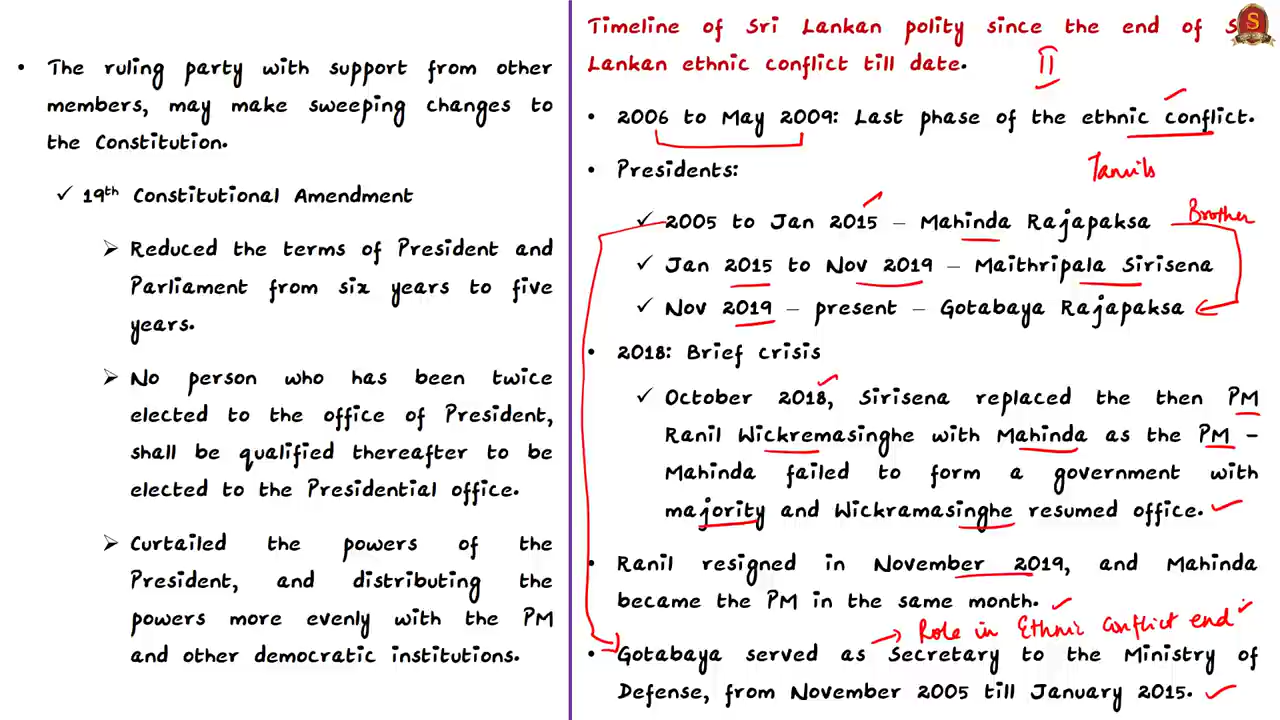 • The ruling party with support from other
members, may make sweeping changes to
the Constitution.
✓ 19th Constitutional Amendment
➢ Reduced the terms of President and
Parliament from six years to five
years.
➢ No person who has been twice
elected to the office of President,
shall be qualified thereafter to be
elected to the Presidential office.
➢ Curtailed the powers of the
President, and distributing the
powers more evenly with the PM
and other democratic institutions.
Timeline of Sri Lankan polity since the end of S
Lankan ethnic conflict till date.
• 2006 to May 2009: Last phase of the ethnic conflict.
• Presidents:
Tamils
✓ 2005 to Jan 2015 – Mahinda Rajapaksa
Brother
✓ Jan 2015 to Nov 2019 – Maithripala Sirisena
✓ Nov 2019 – present – Gotabaya Rajapaksa
• 2018: Brief crisis
✓ October 2018, Sirisena replaced the then PM
Ranil Wickremasinghe with Mahinda as the PM –
Mahinda failed to form a government with
majority and Wickramasinghe resumed office.
• Ranil resigned in November 2019, and Mahinda
became the PM in the same month.
→ Role in Ethnic Conflict end
• Gotabaya served as Secretary to the Ministry of
Defense, from November 2005 till January 2015.